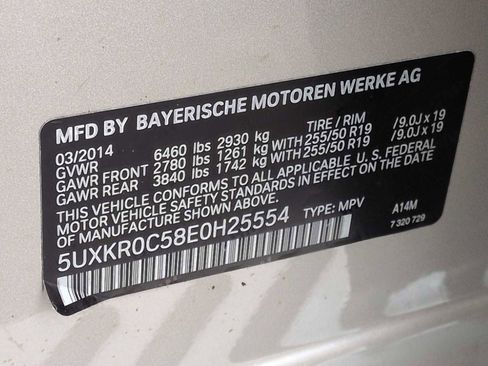 MFD BY BAYERISCHE MOTOREN WERKE AG
03/2014 TIRE / RIM
GVWR 6460 lbs 2930 kg
GAWR FRONT 2780 lbs 1261 kg WITH 255/50 R19 /9.0J x 19
GAWR REAR 3840 lbs 1742 kg WITH 255/50 R19 /9.0J x 19
THIS VEHICLE CONFORMS TO ALL APPLICABLE U.S. FEDERAL
MOTOR VEHICLE SAFETY STANDARDS IN EFFECT ON THE DATE
OF MANUFACTURE SHOWN ABOVE.
5UXKR0C58E0H25554 TYPE: MPV A14M
7 320 729